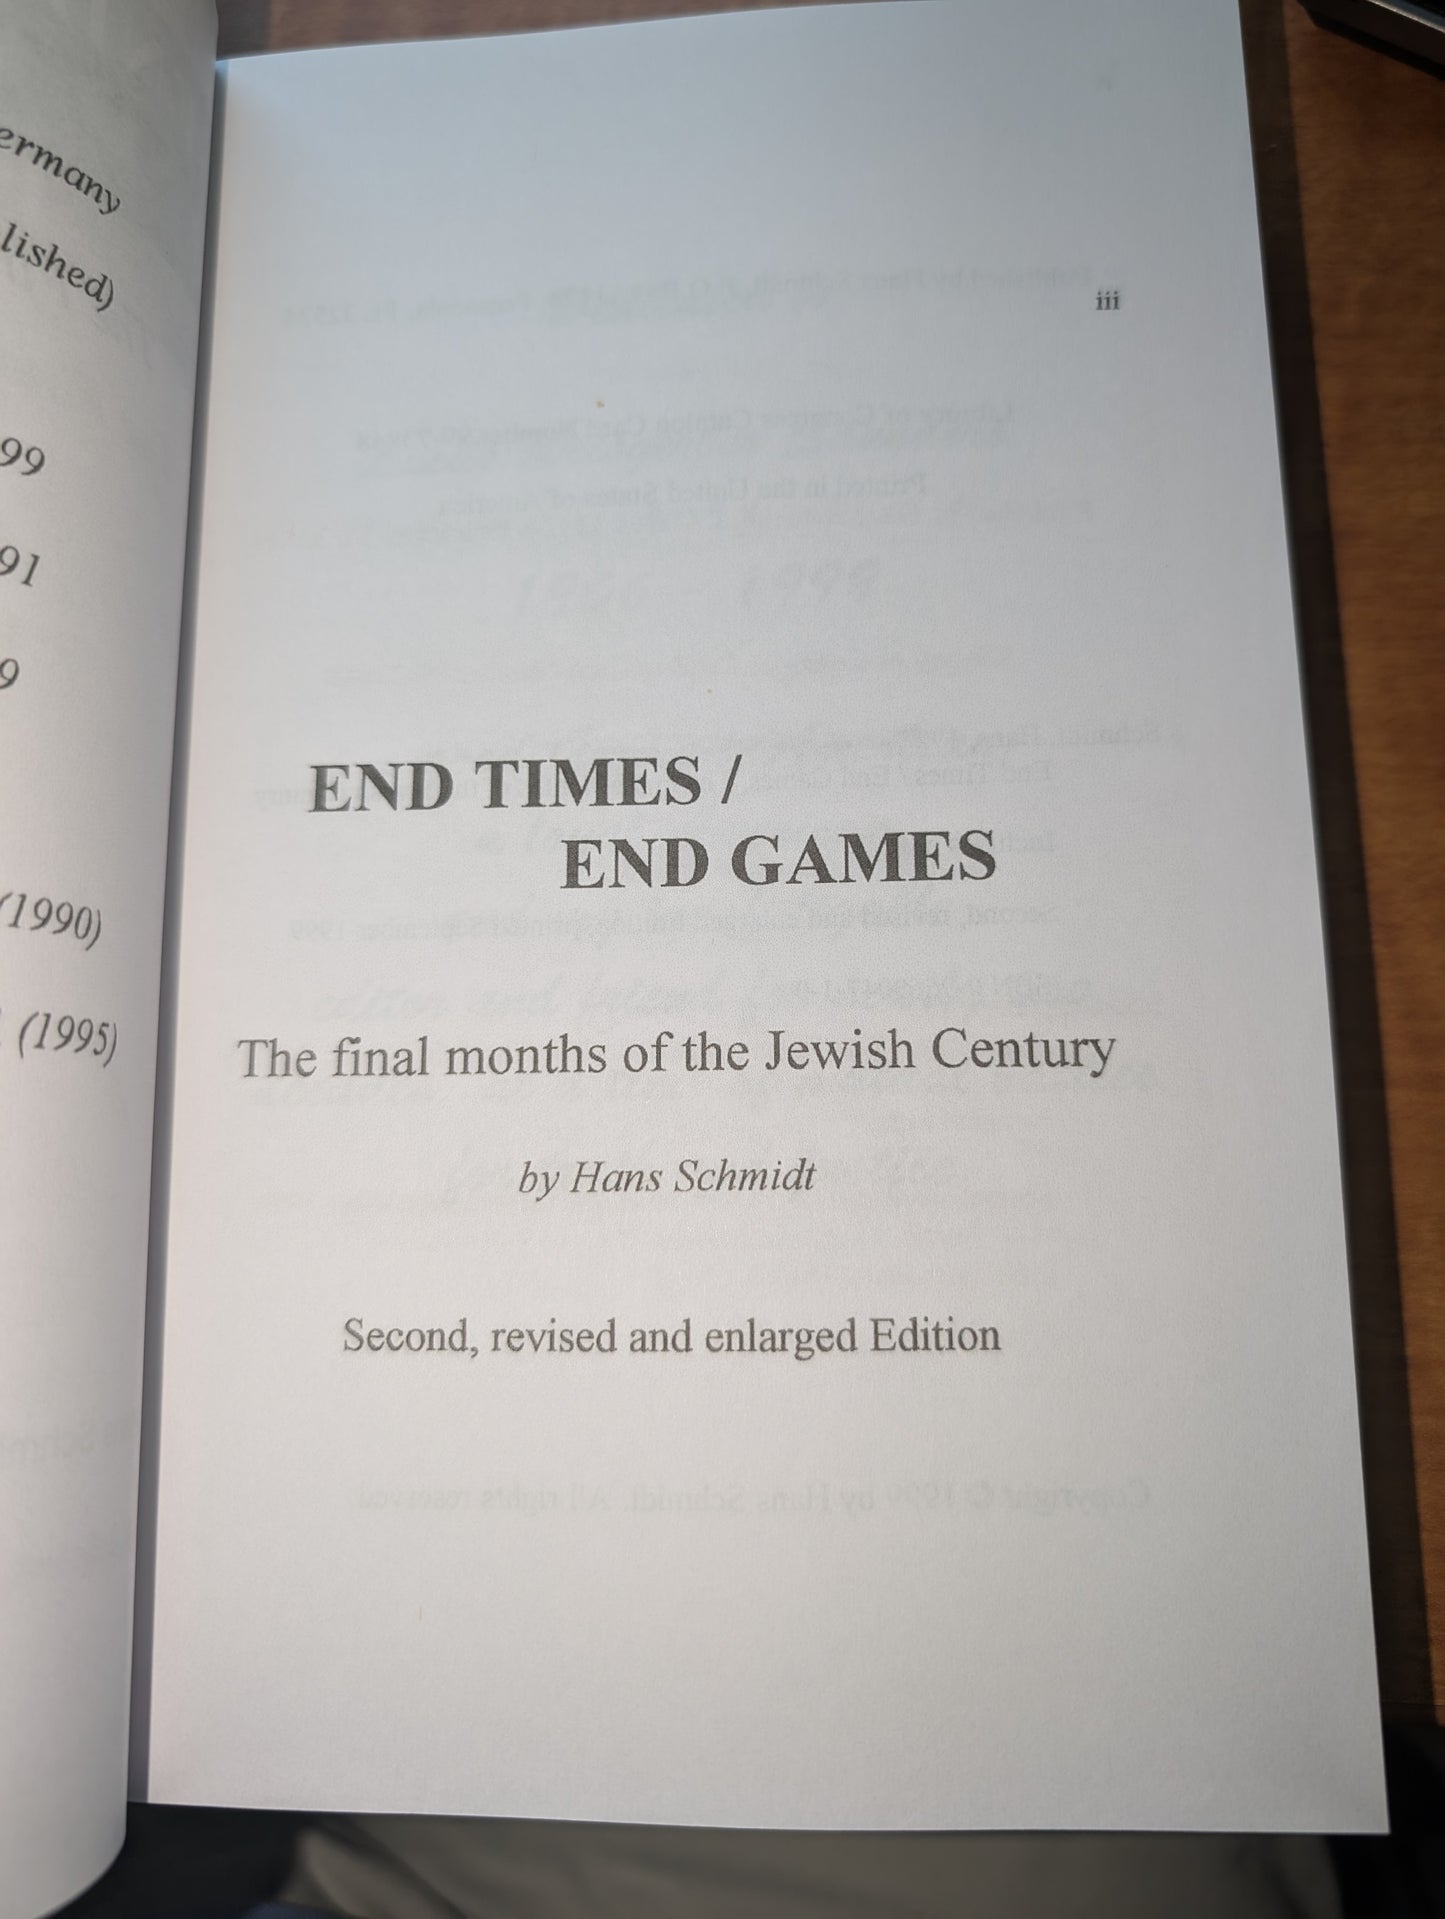 ermany
lished)
99
91
9
(1990)
(1995)
iii
END TIMES /
END GAMES
The final months of the Jewish Century
by Hans Schmidt
Second, revised and enlarged Edition